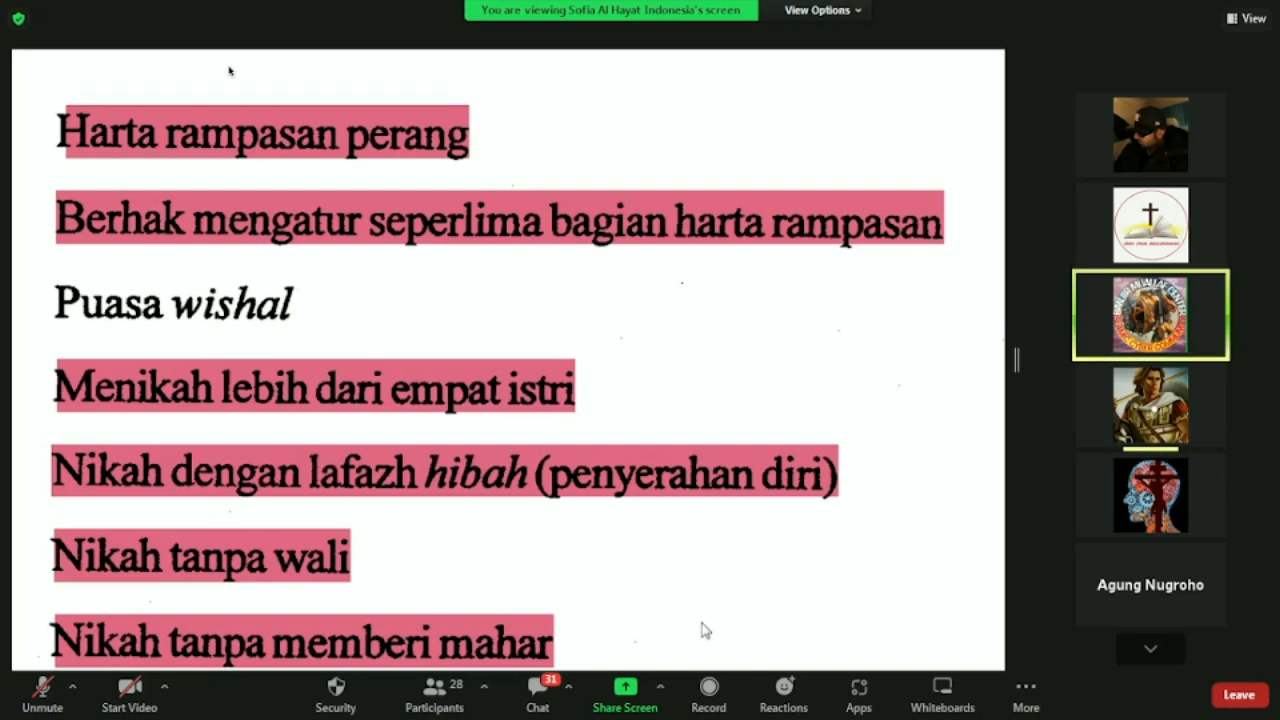 You are viewing Sofia Al Hayat Indonesia's screen
View Options
View
Harta rampasan perang
Berhak mengatur seperlima bagian harta rampasan
Puasa wishal
Menikah lebih dari empat istri
Nikah dengan lafazh hibah (penyerahan diri)
Nikah tanpa wali
Nikah tanpa memberi mahar
Agung Nugroho
Unmute
Start Video
Security
28
Participants
31
Chat
Share Screen
Record
Reactions
Apps
Whiteboards
More
Leave